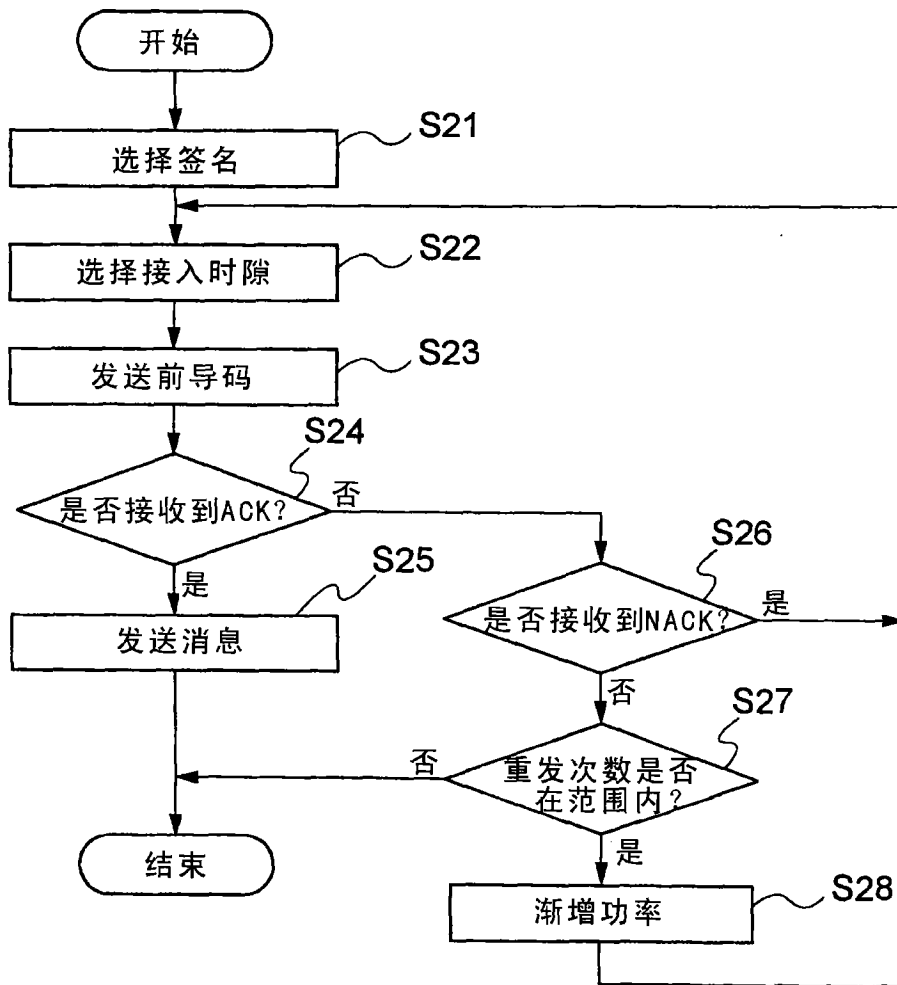 开始
S21
选择签名
S22
选择接入时隙
S23
发送前导码
S24
是否接收到ACK?
否
是
S25
发送消息
S26
是否接收到NACK?
是
否
S27
重发次数是否
在范围内?
否
是
结束
S28
渐增功率